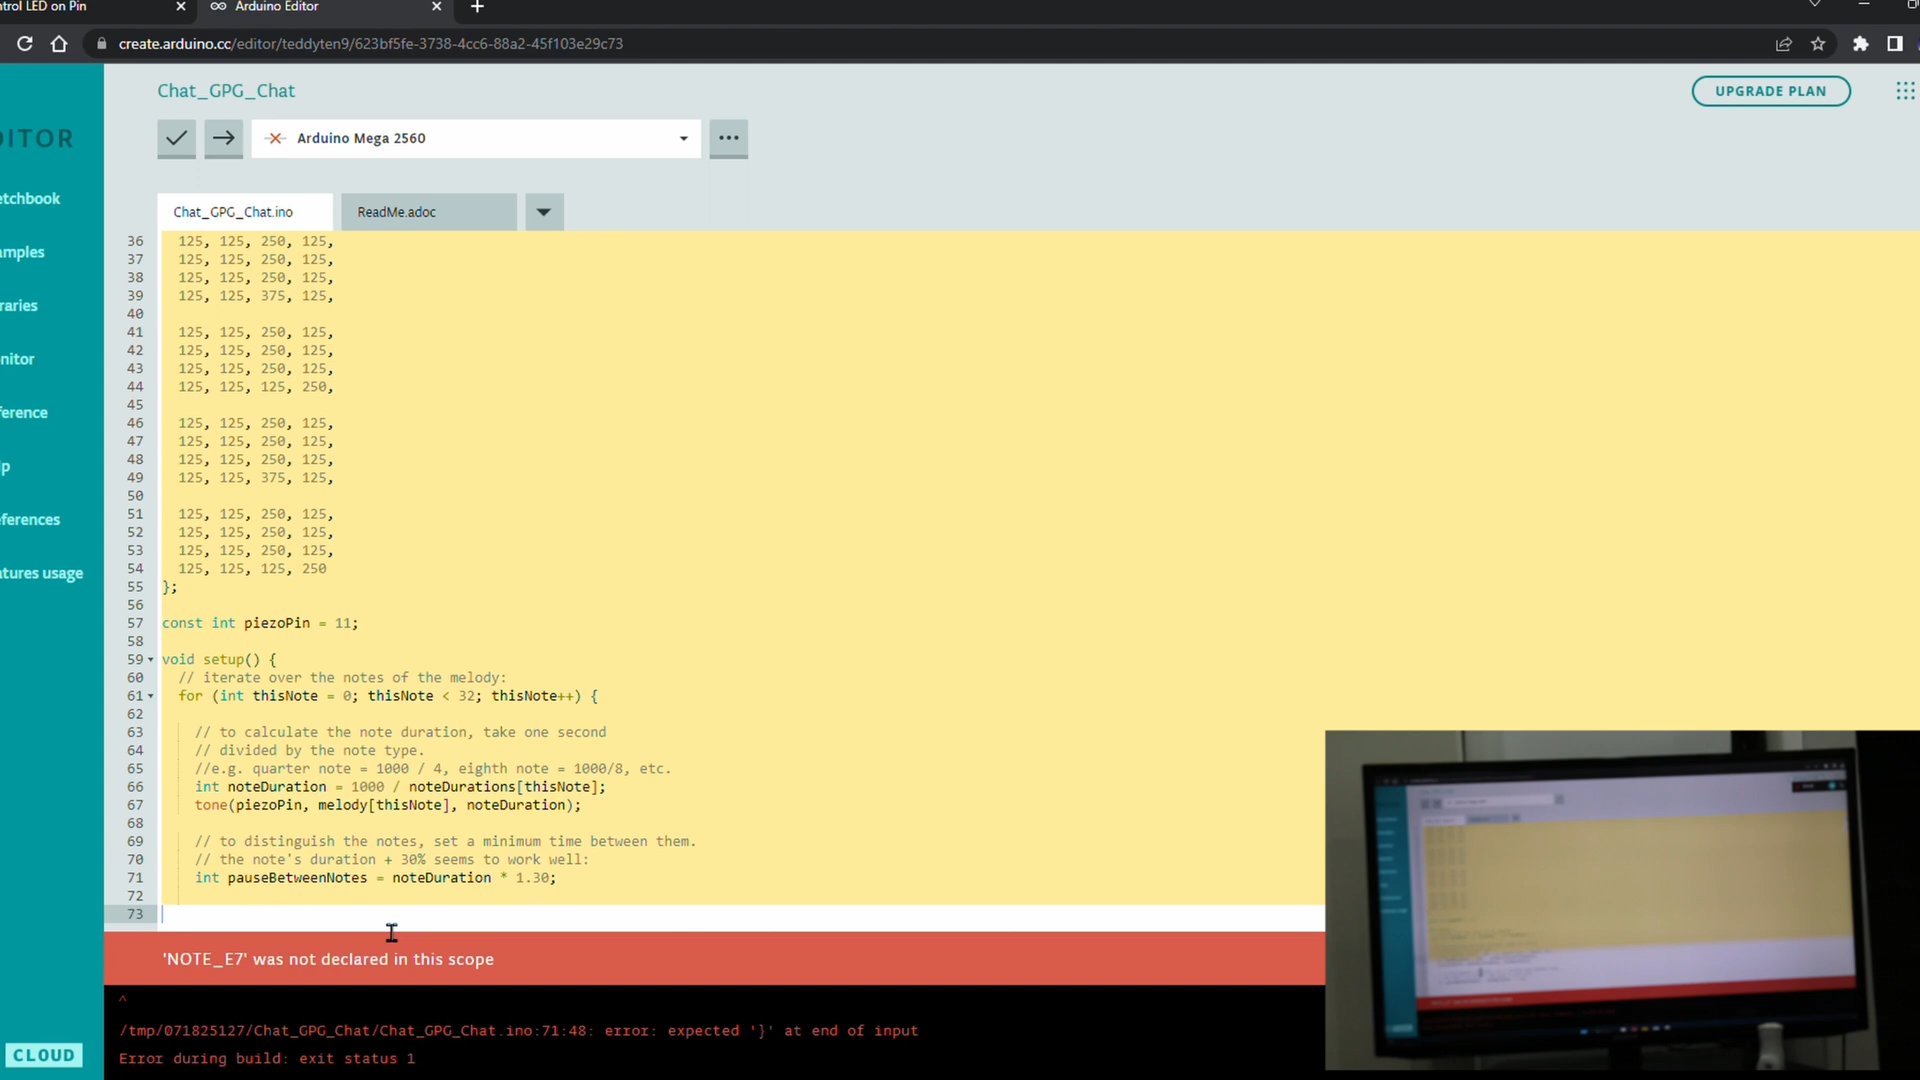 ntrol LED on Pin
Arduino Editor
create.arduino.cc/editor/teddyten9/623bf5fe-3738-4cc6-88a2-45f103e29c73
Chat_GPG_Chat
UPGRADE PLAN
DITOR
Arduino Mega 2560
etchbook
Chat_GPG_Chat.ino
ReadMe.adoc
amples
raries
nitor
ference
lp
eferences
atures usage
CLOUD
36 125, 125, 250, 125,
37 125, 125, 250, 125,
38 125, 125, 250, 125,
39 125, 125, 375, 125,
40
41 125, 125, 250, 125,
42 125, 125, 250, 125,
43 125, 125, 250, 125,
44 125, 125, 125, 250,
45
46 125, 125, 250, 125,
47 125, 125, 250, 125,
48 125, 125, 250, 125,
49 125, 125, 375, 125,
50
51 125, 125, 250, 125,
52 125, 125, 250, 125,
53 125, 125, 250, 125,
54 125, 125, 125, 250
55 };
56
57 const int piezoPin = 11;
58
59 void setup() {
60 // iterate over the notes of the melody:
61 for (int thisNote = 0; thisNote < 32; thisNote++) {
62
63 // to calculate the note duration, take one second
64 // divided by the note type.
65 //e.g. quarter note = 1000 / 4, eighth note = 1000/8, etc.
66 int noteDuration = 1000 / noteDurations[thisNote];
67 tone(piezoPin, melody[thisNote], noteDuration);
68
69 // to distinguish the notes, set a minimum time between them.
70 // the note's duration + 30% seems to work well:
71 int pauseBetweenNotes = noteDuration * 1.30;
72
73
'NOTE_E7' was not declared in this scope
^
/tmp/071825127/Chat_GPG_Chat/Chat_GPG_Chat.ino:71:48: error: expected '}' at end of input
Error during build: exit status 1